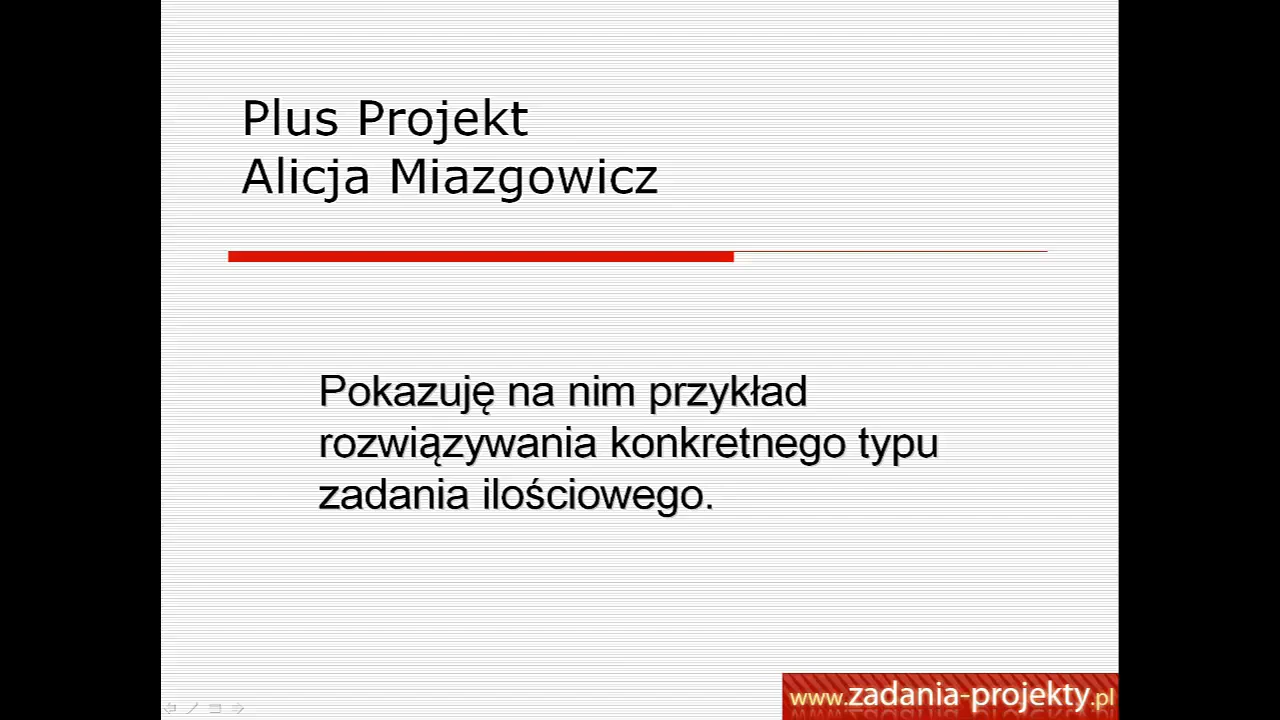 Plus Projekt
Alicja Miazgowicz
Pokazuję na nim przykład
rozwiązywania konkretnego typu
zadania ilościowego.
www.zadania-projekty.pl